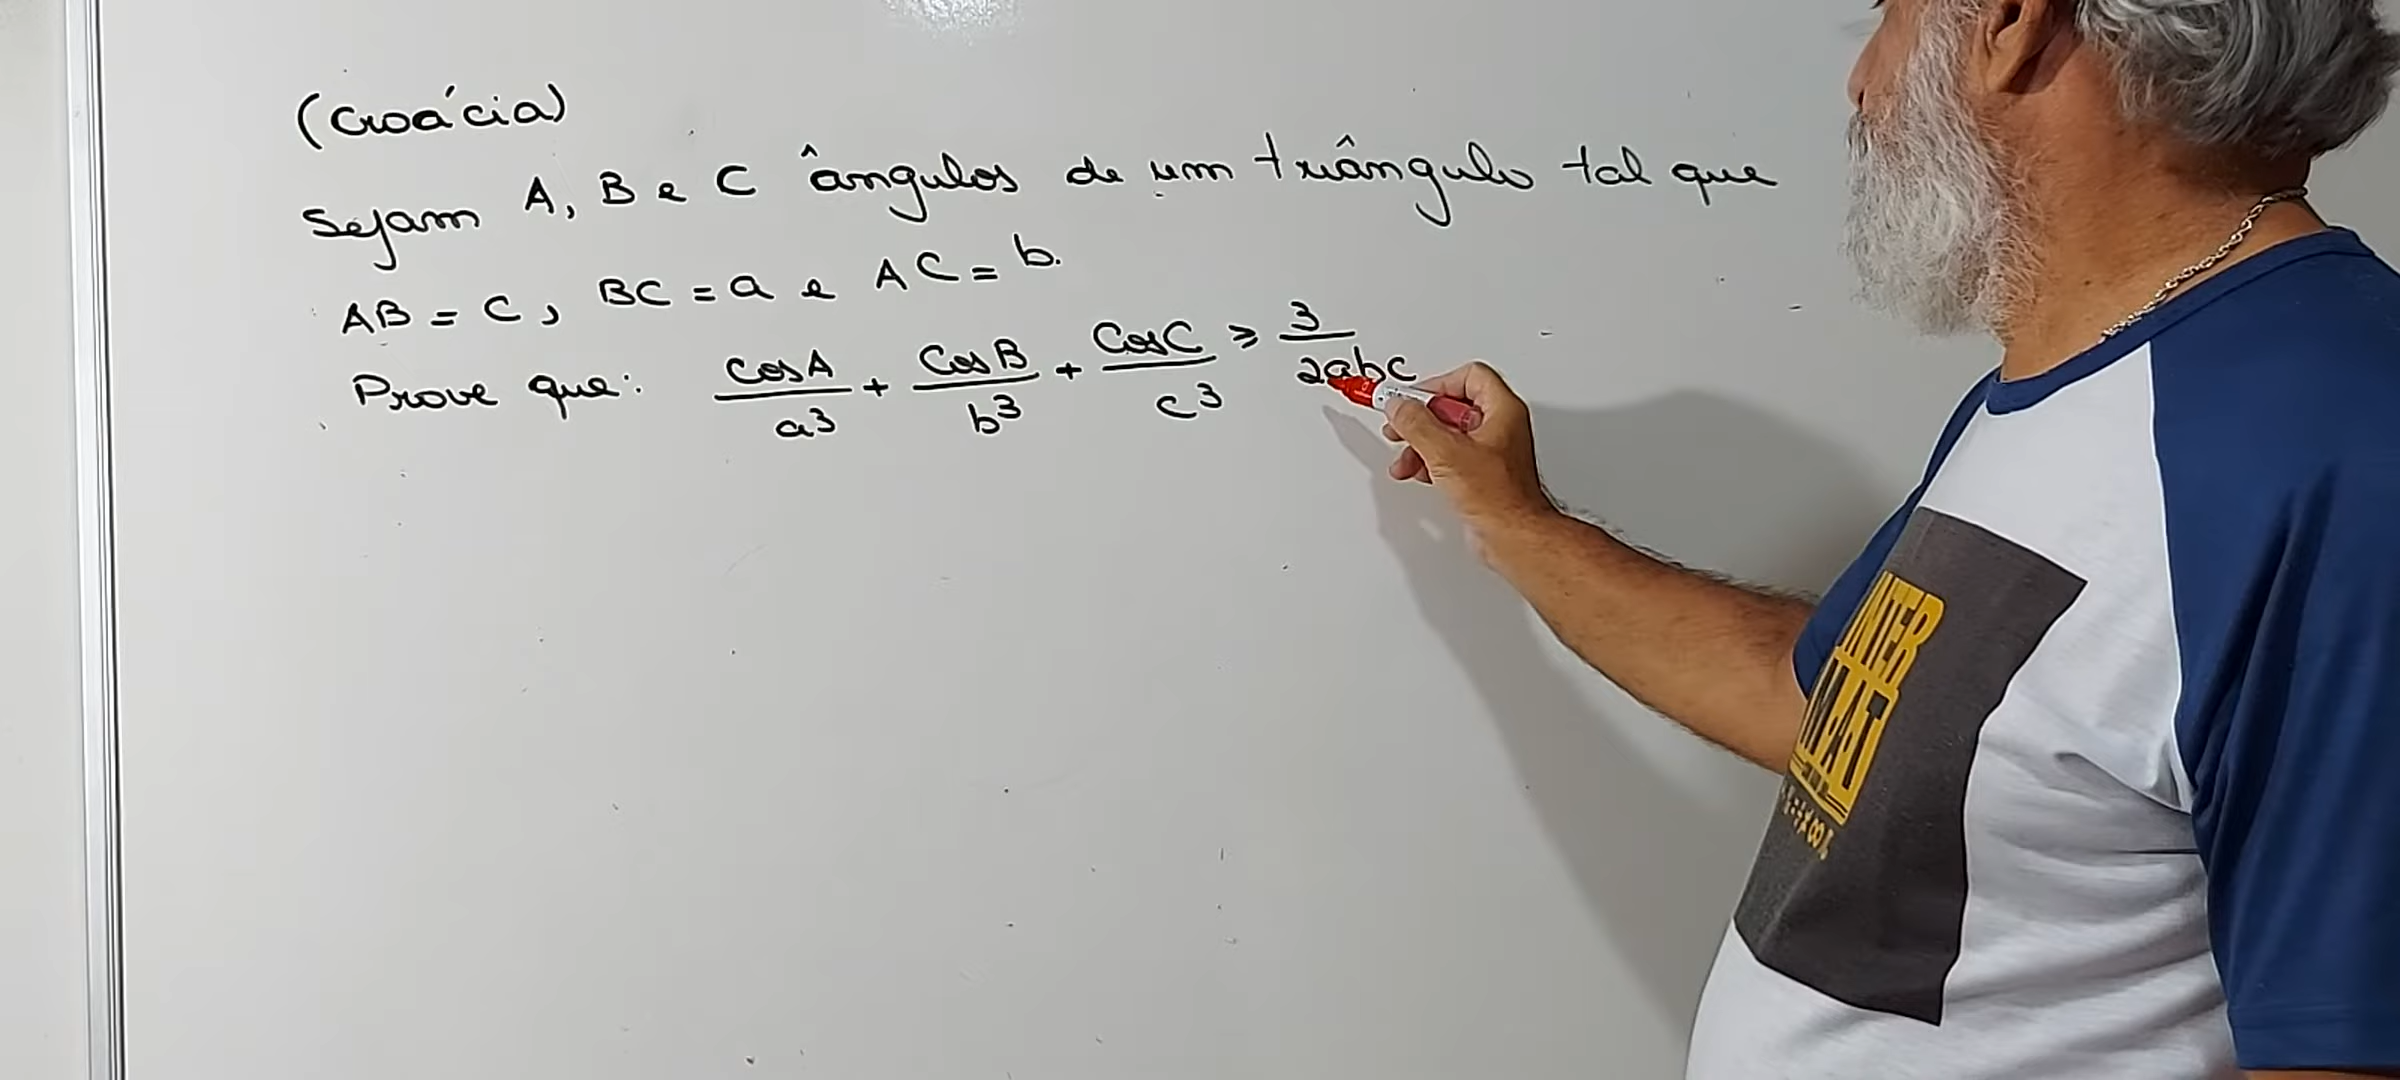 (Croácia)
Sejam A, B e C ângulos de um triângulo tal que
AB = C, BC = a e AC = b.
Prove que: cosA/a³ + CosB/b³ + CosC/c³ ≥ 3/2abc